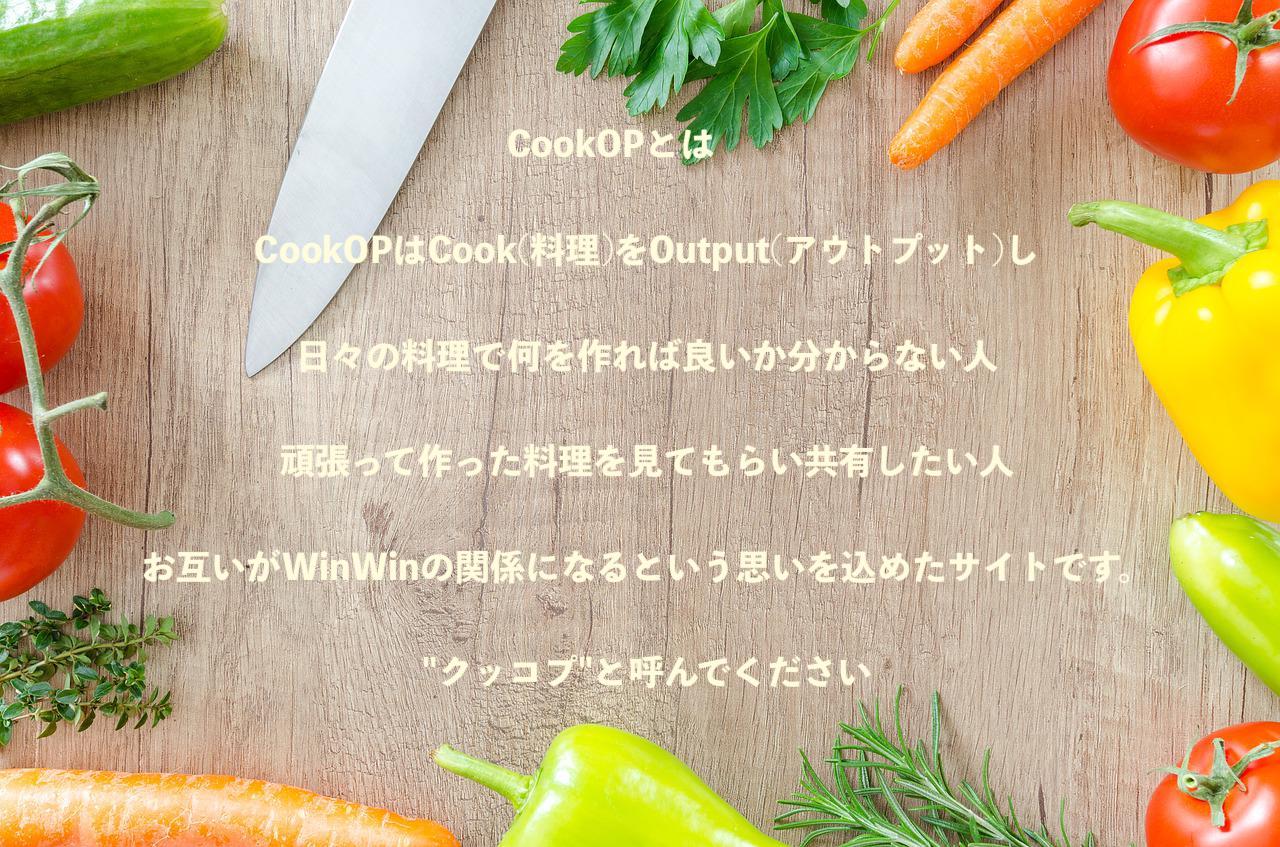 CookOPとは
CookOPはCook(料理)をOutput(アウトプット)し
日々の料理で何を作れば良いか分からない人
頑張って作った料理を見てもらい共有したい人
お互いがWinWinの関係になるという思いを込めたサイトです。
"クッコプ"と呼んでください